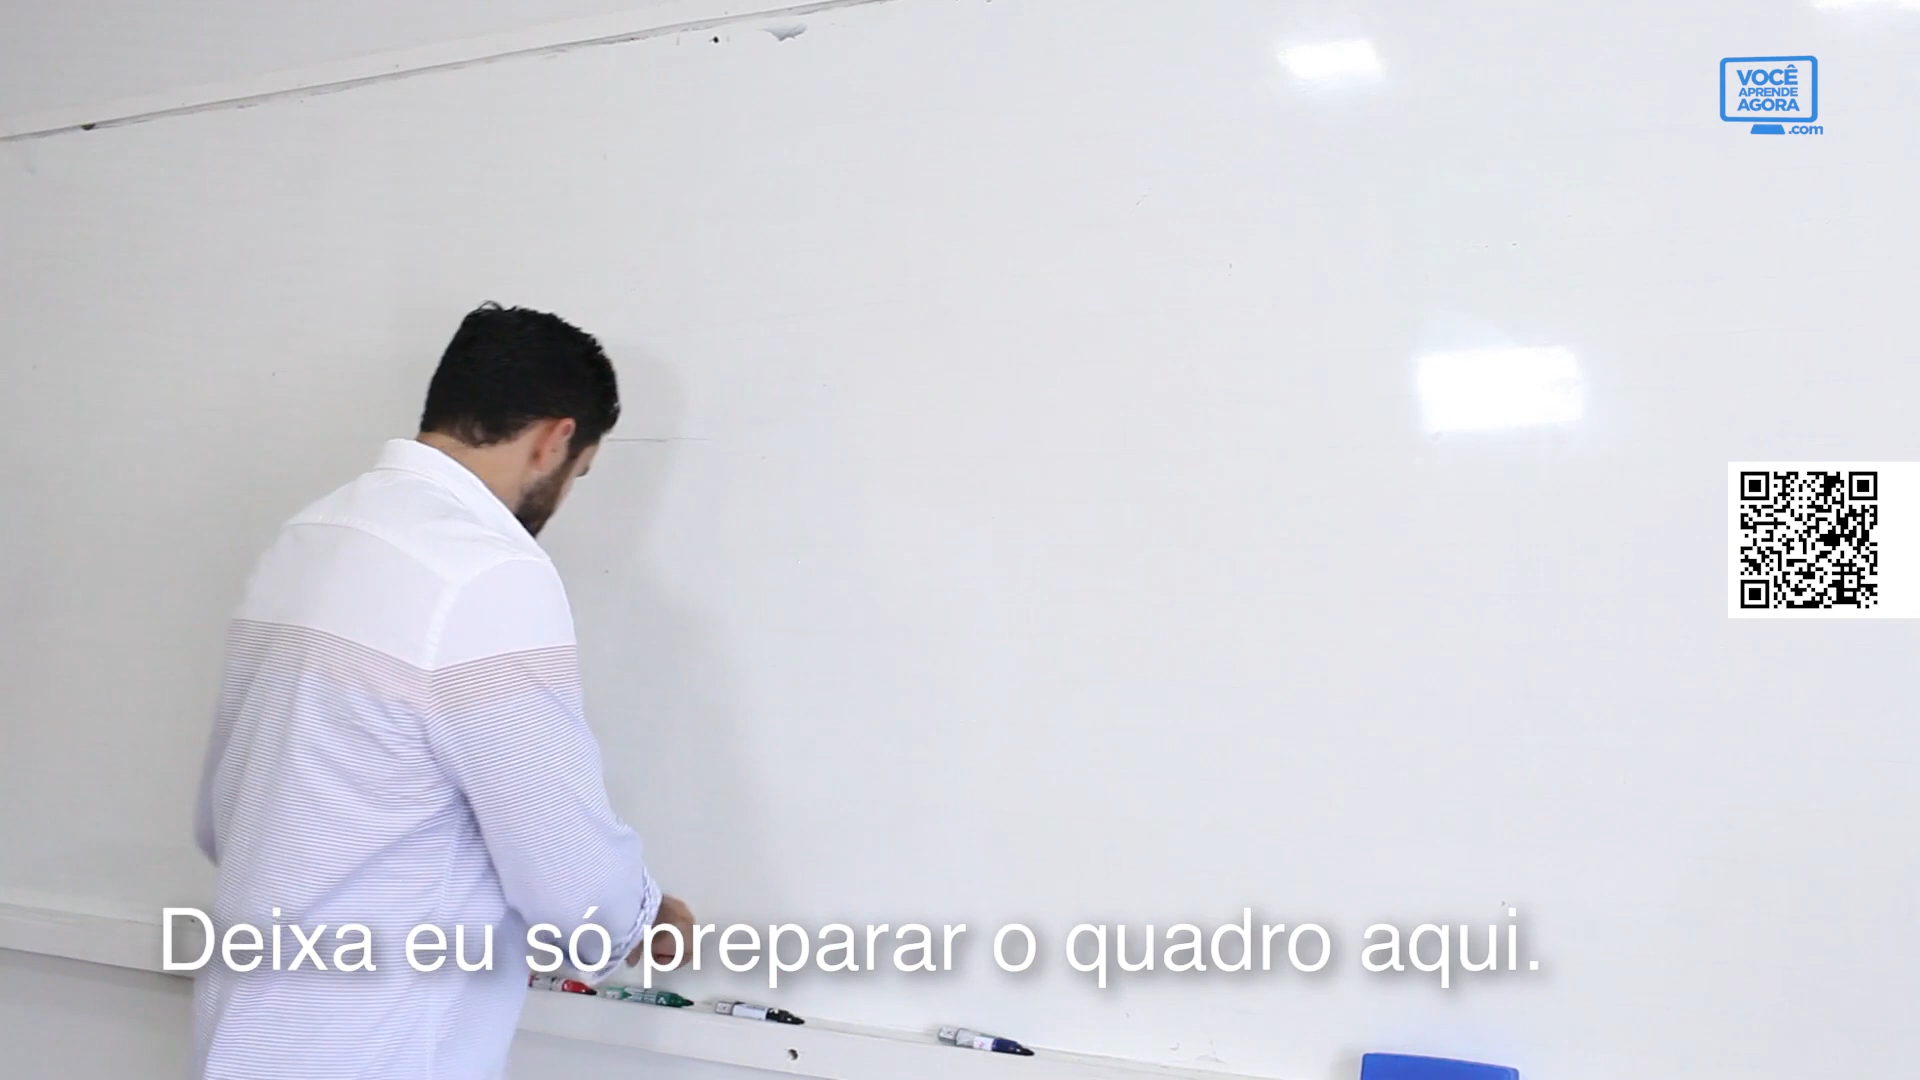 VOCÊ
APRENDE
AGORA
.com
Deixa eu só preparar o quadro aqui.